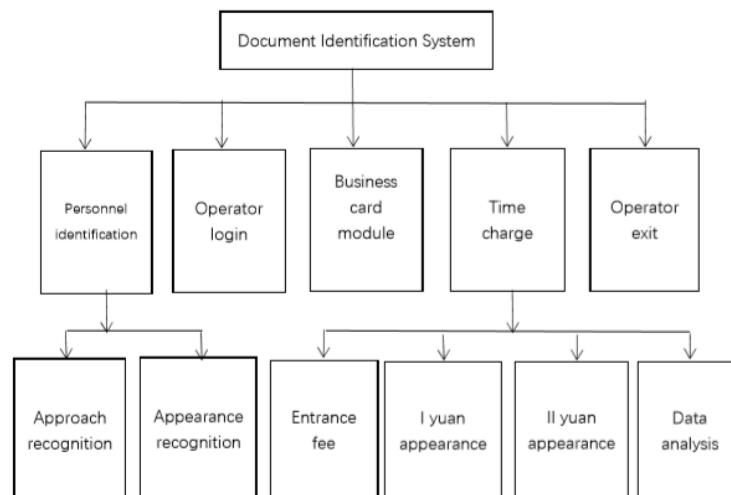 Document Identification System
Personnel
identification
Operator
login
Business
card
module
Time
charge
Operator
exit
Approach
recognition
Appearance
recognition
Entrance
fee
I yuan
appearance
II yuan
appearance
Data
analysis